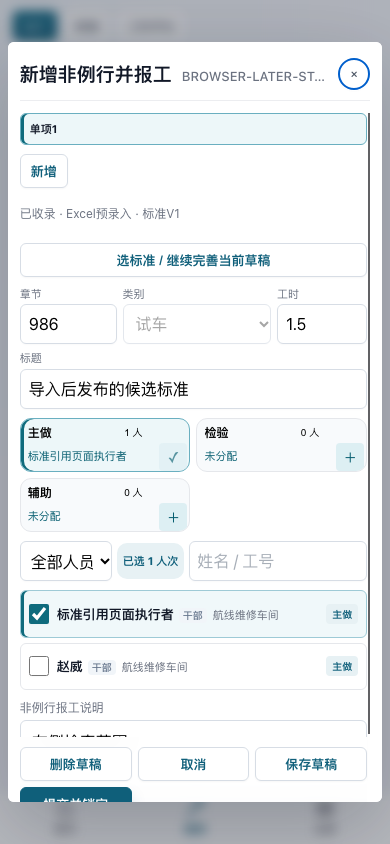 新增非例行并报工 BROWSER-LATER-ST...
×
单项1
新增
已收录 · Excel预录入 · 标准V1
选标准 / 继续完善当前草稿
章节 类别 工时
986 试车 1.5
标题
导入后发布的候选标准
主做 1 人 检验 0 人
标准引用页面执行者 ✓ 未分配 +
辅助 0 人
未分配 +
全部人员 已选 1 人次 姓名 / 工号
标准引用页面执行者 干部 航线维修车间 主做
赵威 干部 航线维修车间 主做
非例行报工说明
删除草稿 取消 保存草稿